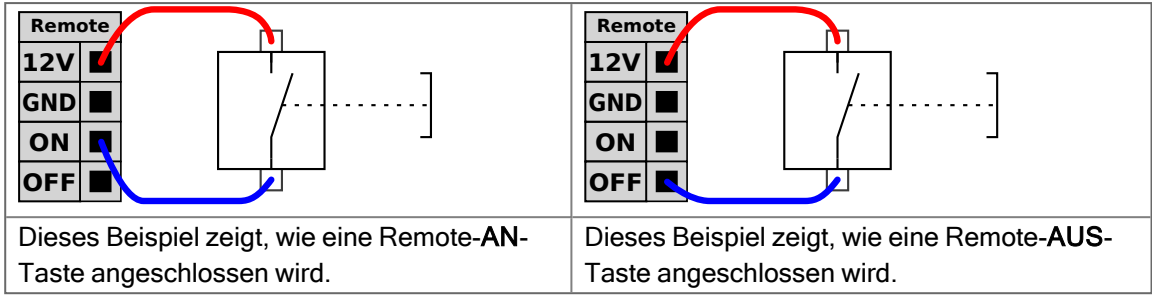 Remote
12V
GND
ON
OFF
Dieses Beispiel zeigt, wie eine Remote-AN-
Taste angeschlossen wird.
Remote
12V
GND
ON
OFF
Dieses Beispiel zeigt, wie eine Remote-AUS-
Taste angeschlossen wird.